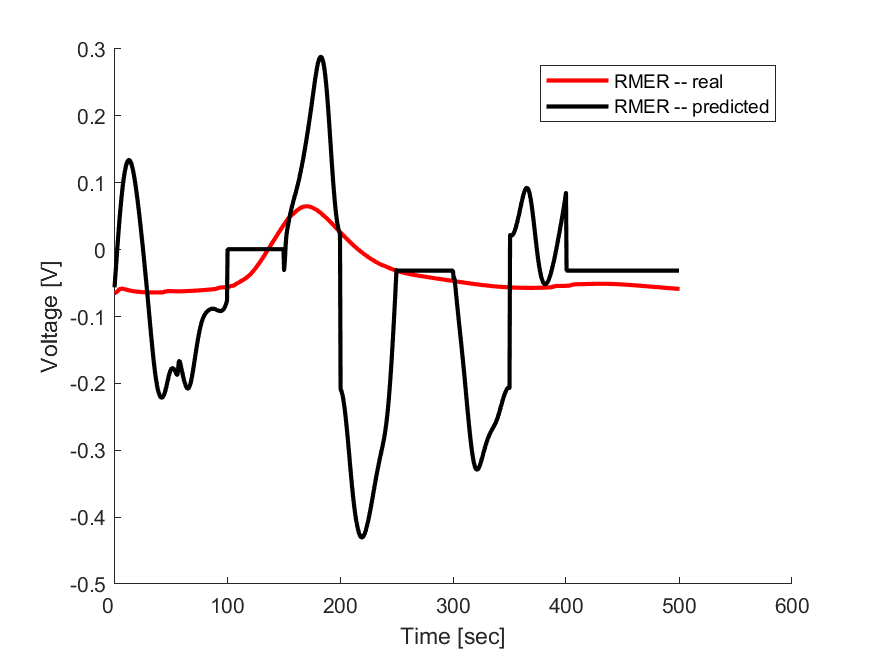 0.3
0.2
0.1
0
-0.1
-0.2
-0.3
-0.4
-0.5
0 100 200 300 400 500 600
Voltage [V]
Time [sec]
RMER -- real
RMER -- predicted